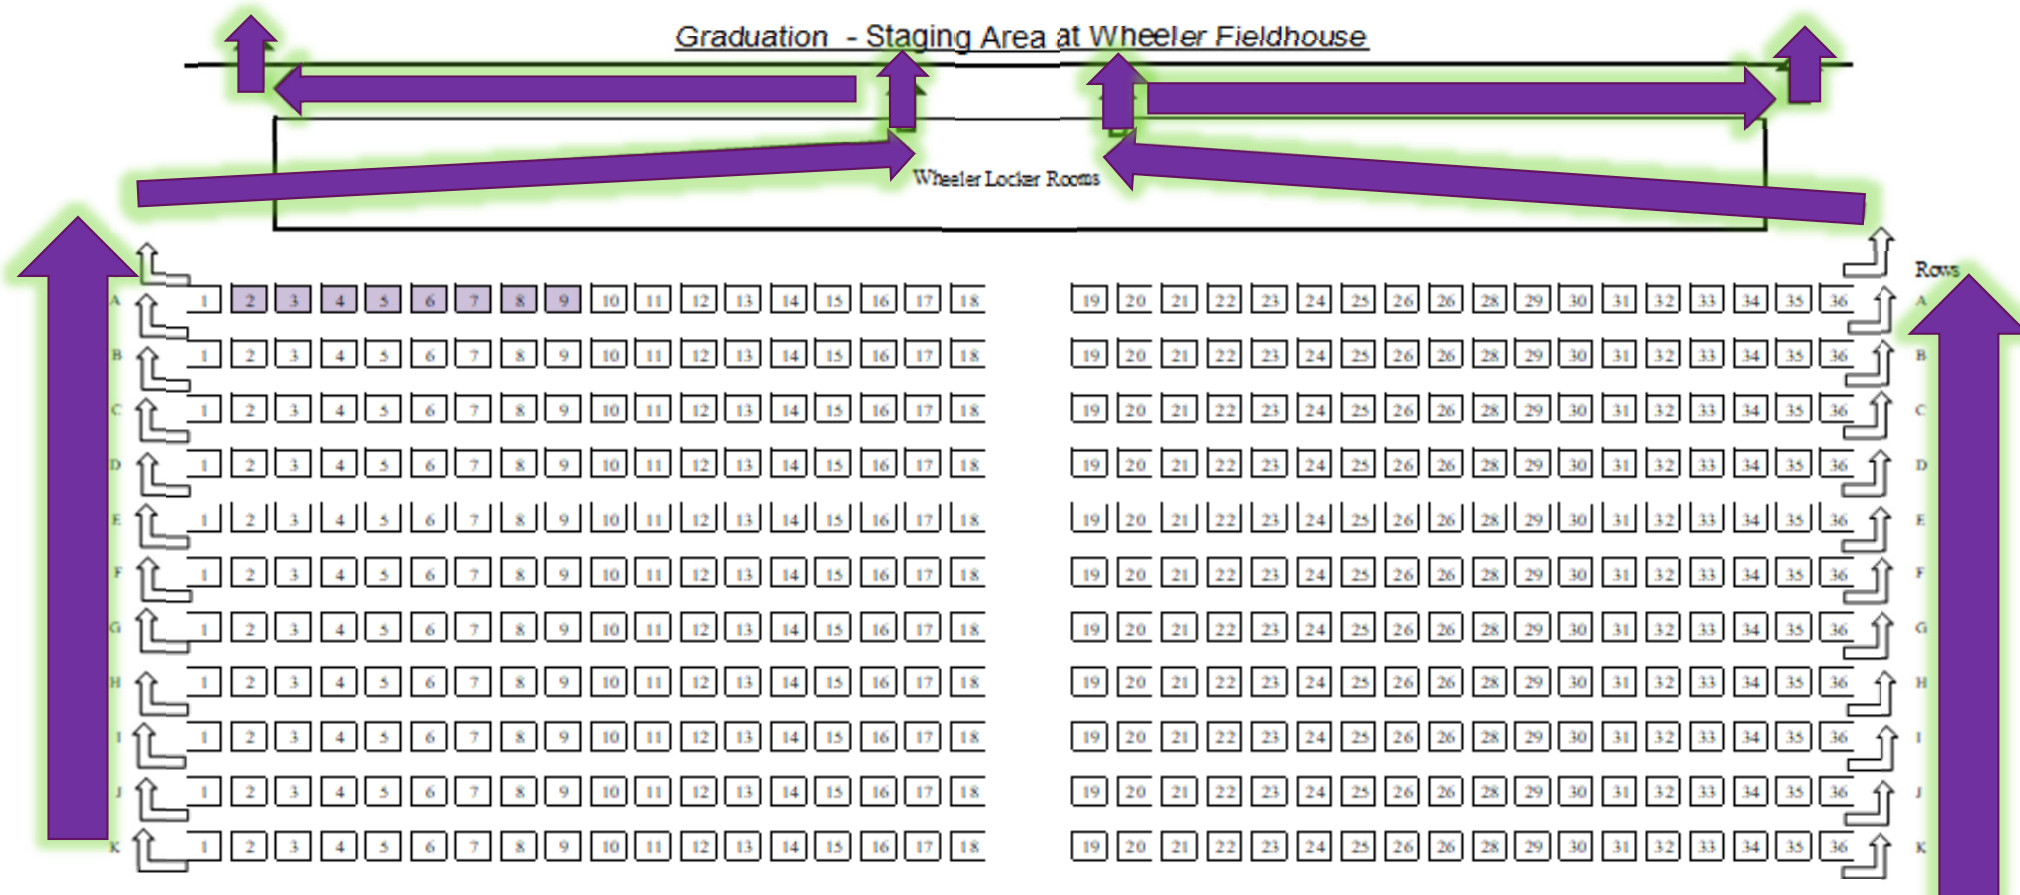 Graduation - Staging Area at Wheeler Fieldhouse
Wheeler Locker Rooms
Rows
A 1 2 3 4 5 6 7 8 9 10 11 12 13 14 15 16 17 18 19 20 21 22 23 24 25 26 26 28 29 30 31 32 33 34 35 36 A
B 1 2 3 4 5 6 7 8 9 10 11 12 13 14 15 16 17 18 19 20 21 22 23 24 25 26 26 28 29 30 31 32 33 34 35 36 B
C 1 2 3 4 5 6 7 8 9 10 11 12 13 14 15 16 17 18 19 20 21 22 23 24 25 26 26 28 29 30 31 32 33 34 35 36 C
D 1 2 3 4 5 6 7 8 9 10 11 12 13 14 15 16 17 18 19 20 21 22 23 24 25 26 26 28 29 30 31 32 33 34 35 36 D
E 1 2 3 4 5 6 7 8 9 10 11 12 13 14 15 16 17 18 19 20 21 22 23 24 25 26 26 28 29 30 31 32 33 34 35 36 E
F 1 2 3 4 5 6 7 8 9 10 11 12 13 14 15 16 17 18 19 20 21 22 23 24 25 26 26 28 29 30 31 32 33 34 35 36 F
G 1 2 3 4 5 6 7 8 9 10 11 12 13 14 15 16 17 18 19 20 21 22 23 24 25 26 26 28 29 30 31 32 33 34 35 36 G
H 1 2 3 4 5 6 7 8 9 10 11 12 13 14 15 16 17 18 19 20 21 22 23 24 25 26 26 28 29 30 31 32 33 34 35 36 H
I 1 2 3 4 5 6 7 8 9 10 11 12 13 14 15 16 17 18 19 20 21 22 23 24 25 26 26 28 29 30 31 32 33 34 35 36 I
J 1 2 3 4 5 6 7 8 9 10 11 12 13 14 15 16 17 18 19 20 21 22 23 24 25 26 26 28 29 30 31 32 33 34 35 36 J
K 1 2 3 4 5 6 7 8 9 10 11 12 13 14 15 16 17 18 19 20 21 22 23 24 25 26 26 28 29 30 31 32 33 34 35 36 K